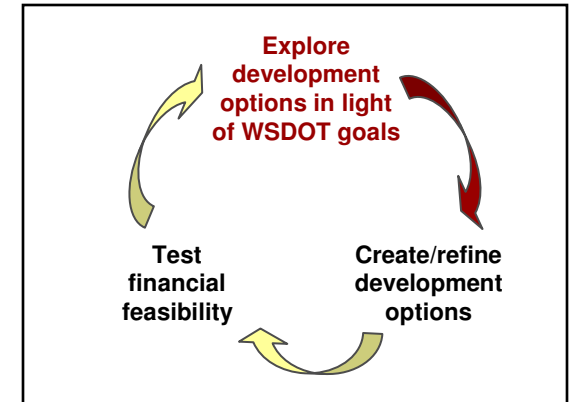 Explore
development
options in light
of WSDOT goals
Test
financial
feasibility
Create/refine
development
options